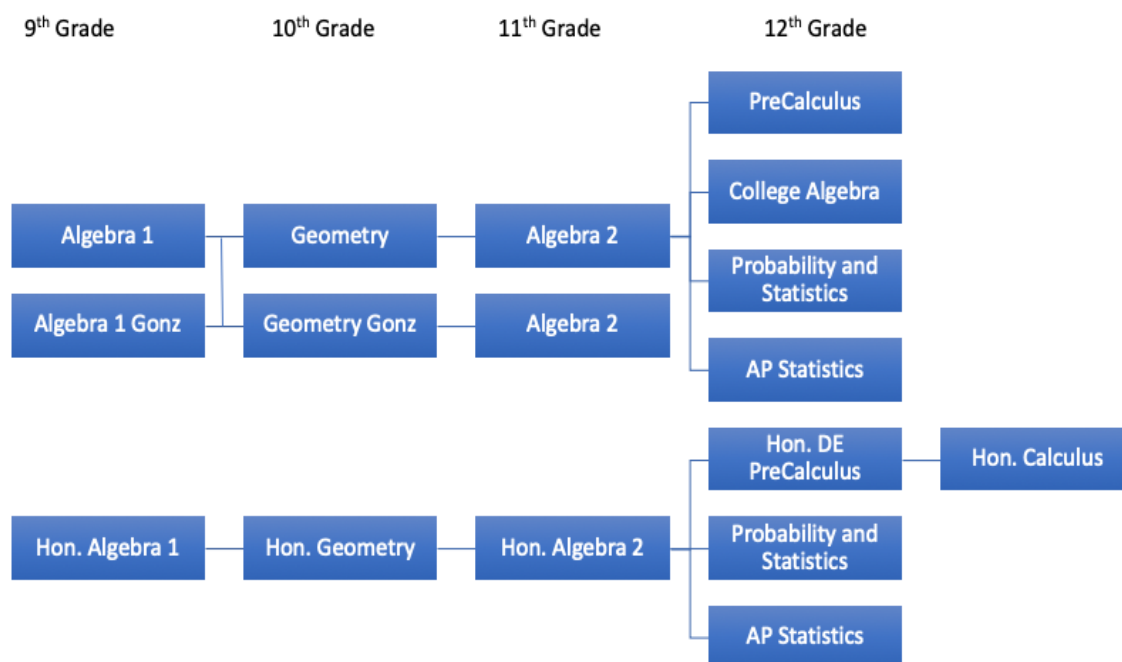 9th Grade
10th Grade
11th Grade
12th Grade
PreCalculus
College Algebra
Algebra 1
Geometry
Algebra 2
Probability and
Statistics
Algebra 1 Gonz
Geometry Gonz
Algebra 2
AP Statistics
Hon. DE
PreCalculus
Hon. Calculus
Hon. Algebra 1
Hon. Geometry
Hon. Algebra 2
Probability and
Statistics
AP Statistics